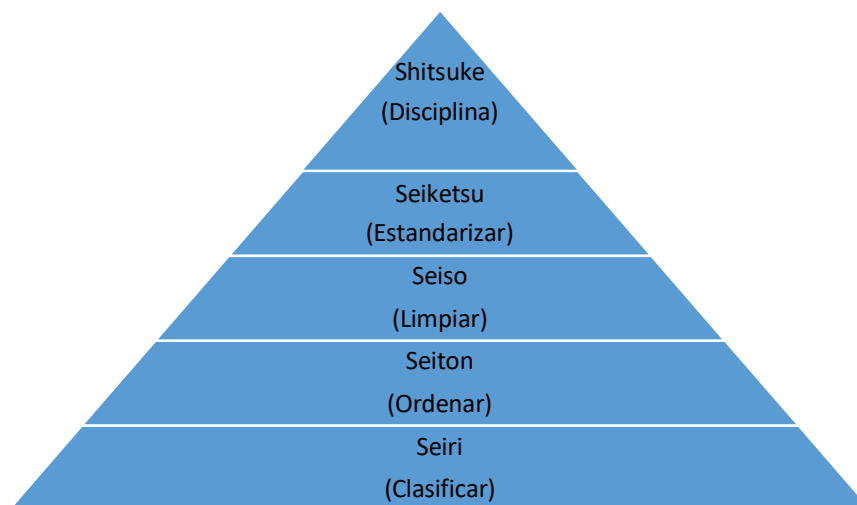 Shitsuke
(Disciplina)
Seiketsu
(Estandarizar)
Seiso
(Limpiar)
Seiton
(Ordenar)
Seiri
(Clasificar)